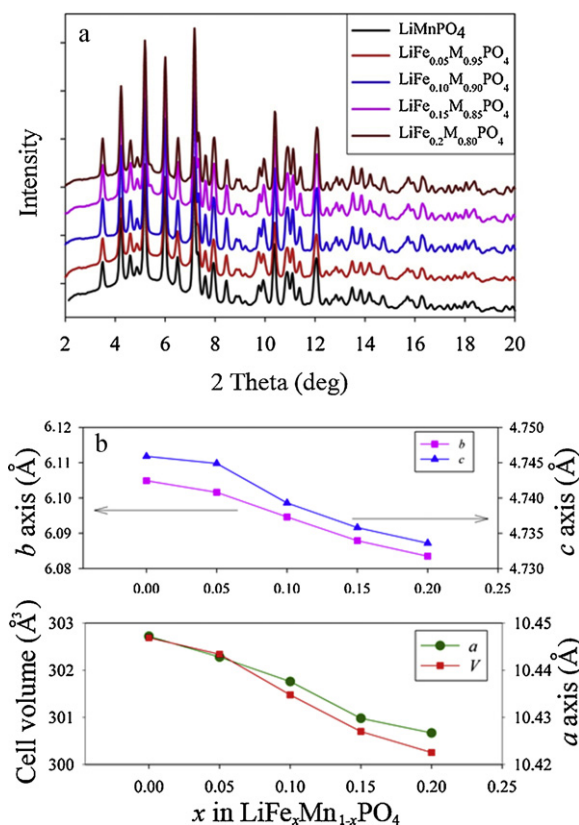 a
LiMnPO4
LiFe0.05M0.95PO4
LiFe0.10M0.90PO4
LiFe0.15M0.85PO4
LiFe0.2M0.80PO4
Intensity
2 4 6 8 10 12 14 16 18 20
2 Theta (deg)
b
b
c
6.12
6.11
6.10
6.09
6.08
b axis (Å)
4.750
4.745
4.740
4.735
4.730
c axis (Å)
0.00 0.05 0.10 0.15 0.20 0.25
a
V
303
302
301
300
Cell volume (Å3)
10.45
10.44
10.43
10.42
a axis (Å)
0.00 0.05 0.10 0.15 0.20 0.25
x in LiFexMn1-xPO4